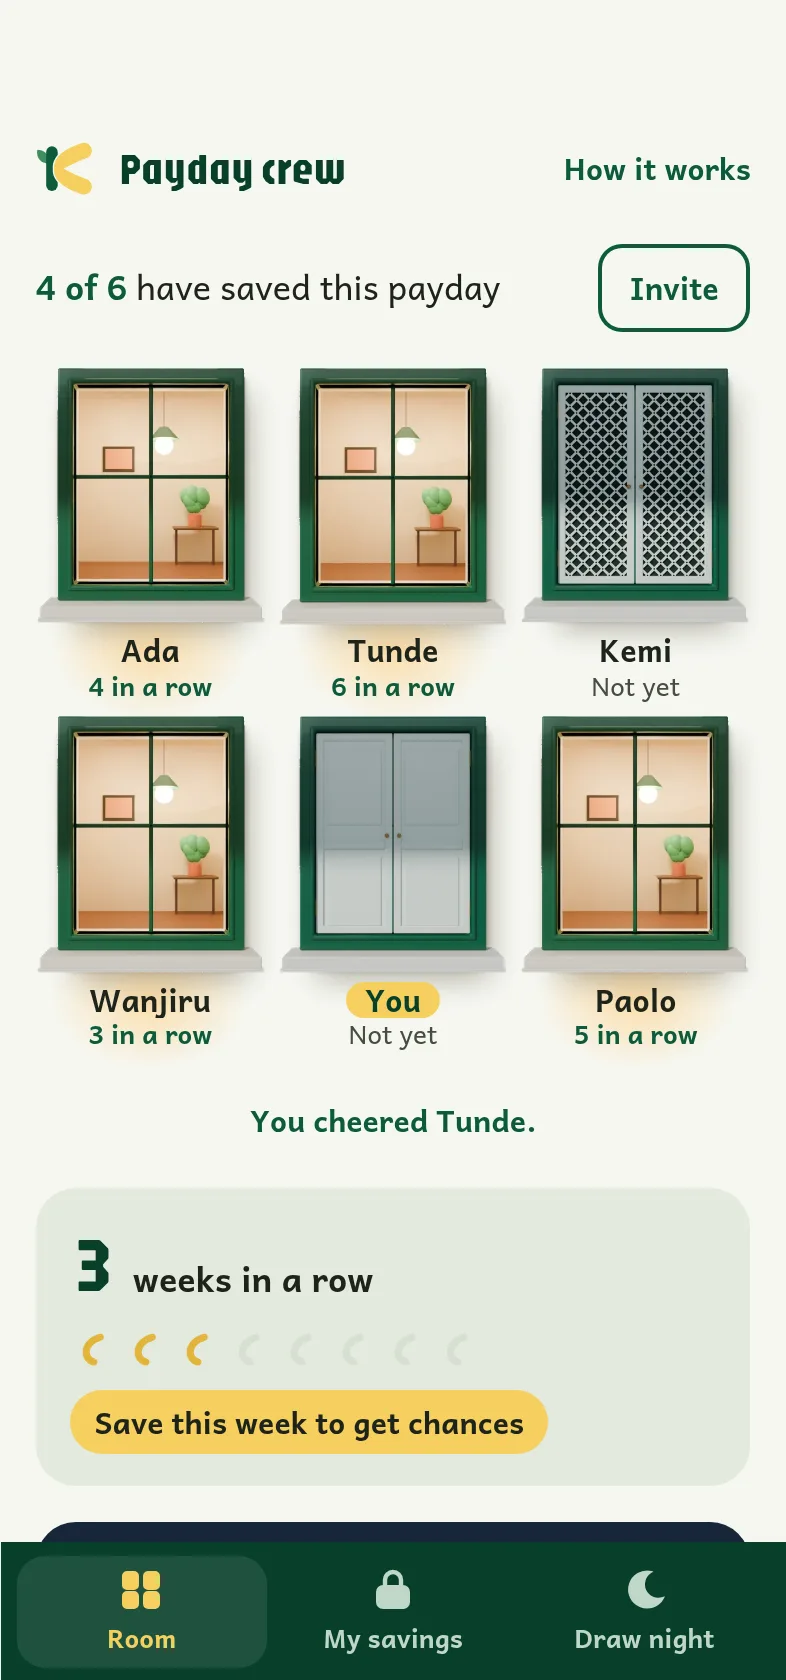 Payday crew
How it works
4 of 6 have saved this payday
Invite
Ada
Tunde
Kemi
4 in a row
6 in a row
Not yet
Wanjiru
You
Paolo
3 in a row
Not yet
5 in a row
You cheered Tunde.
3 weeks in a row
Save this week to get chances
Room
My savings
Draw night